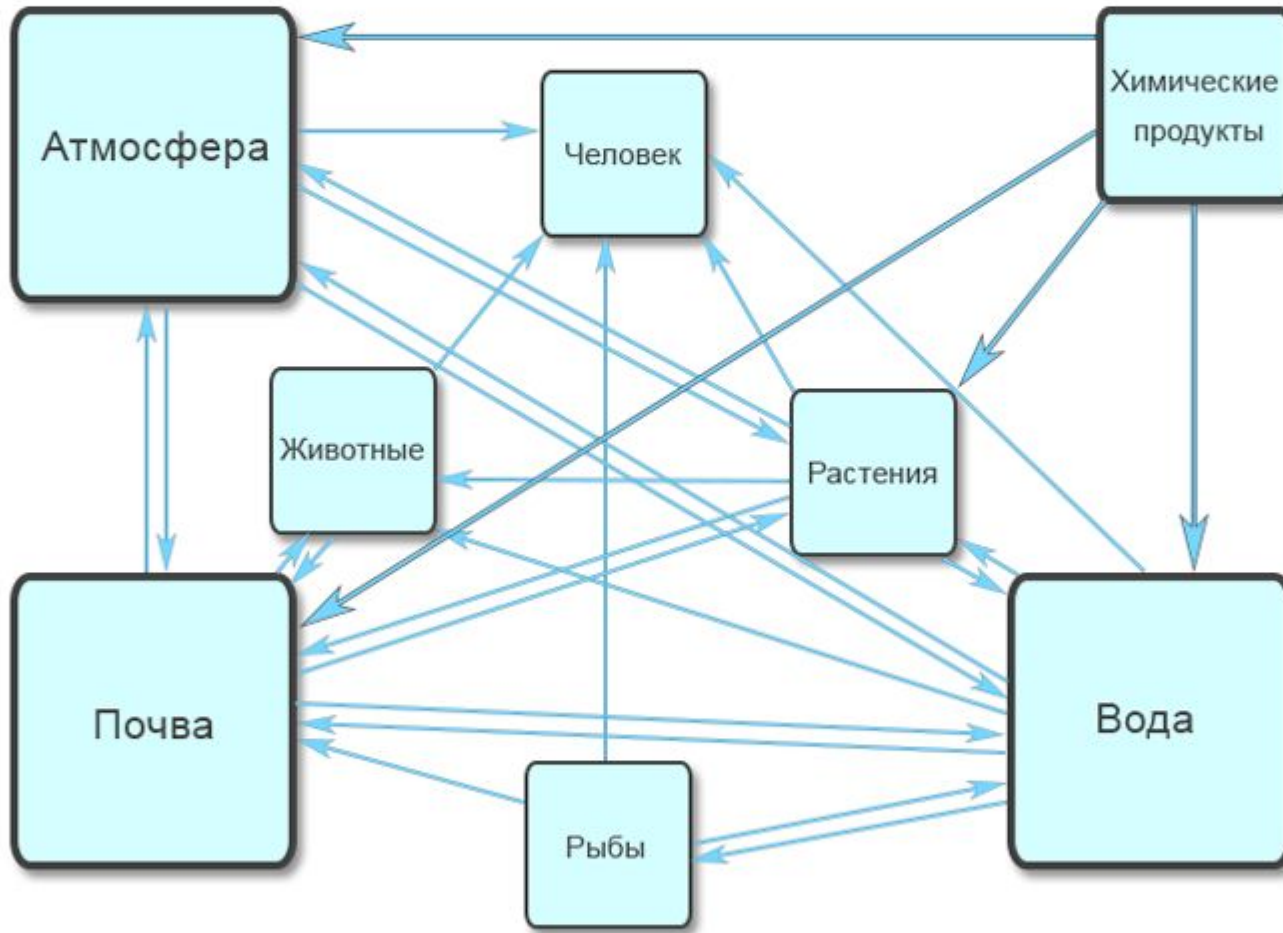 Атмосфера
Человек
Химические
продукты
Животные
Растения
Почва
Вода
Рыбы